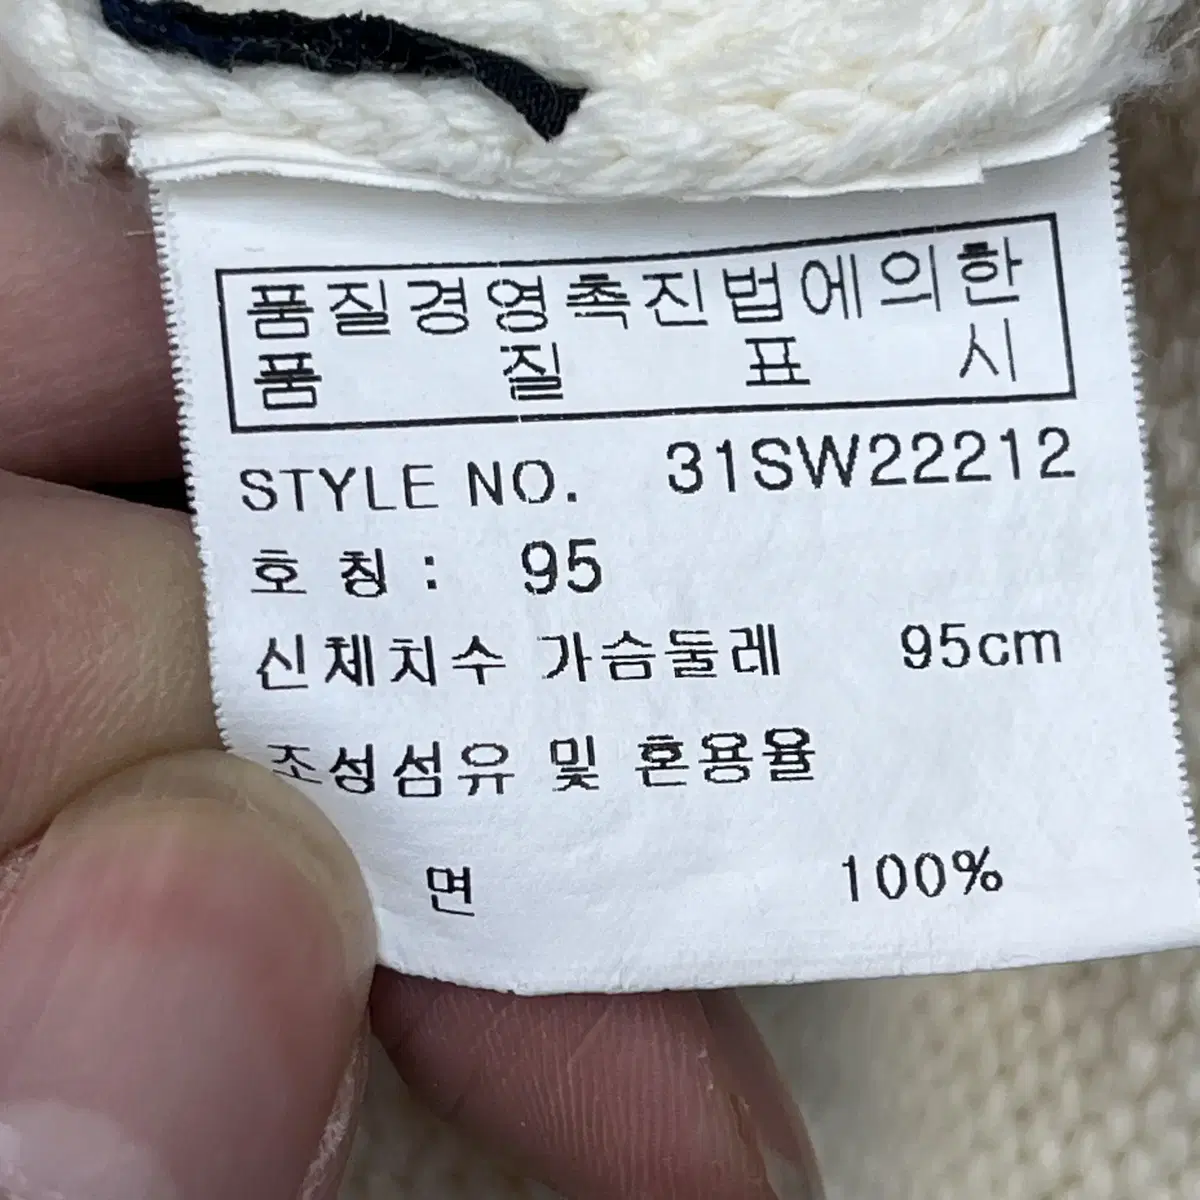 품질경영촉진법에의한
품 질 표 시
STYLE NO. 31SW22212
호 칭 : 95
신체치수 가슴둘레 95cm
조성섬유 및 혼용율
면 100%